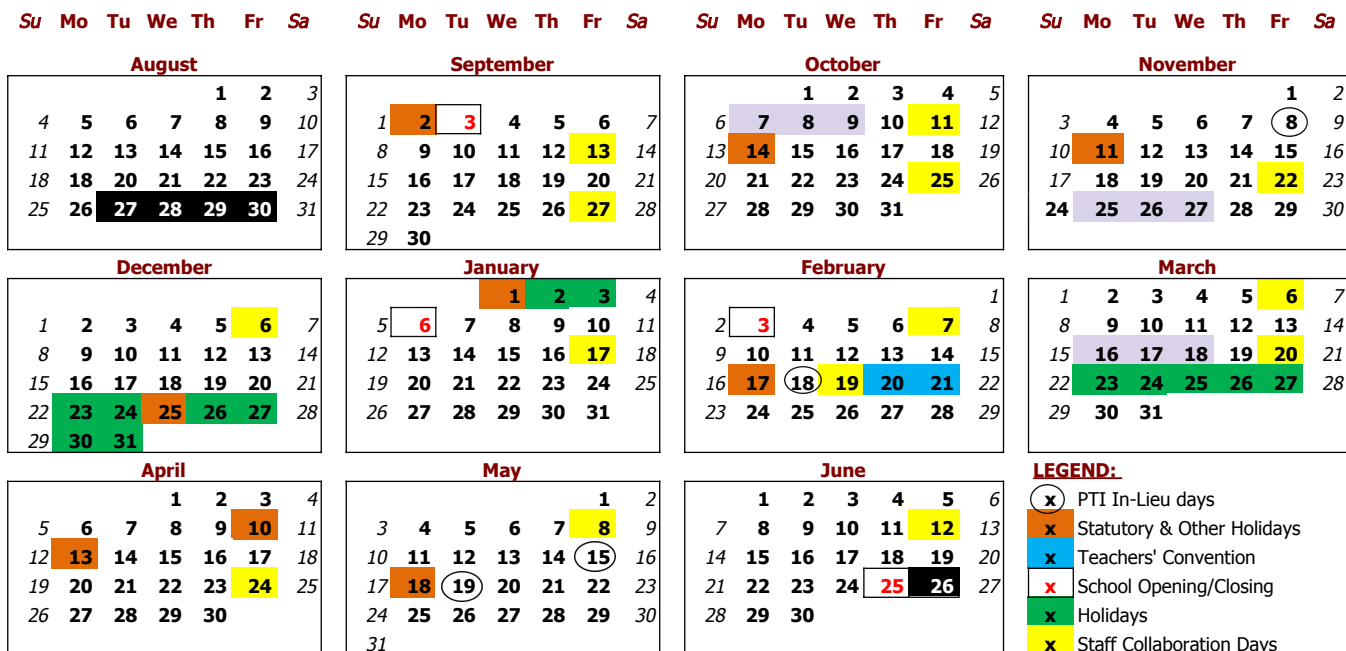 Su Mo Tu We Th Fr Sa
Su Mo Tu We Th Fr Sa
Su Mo Tu We Th Fr Sa
Su Mo Tu We Th Fr Sa
August
1 2 3
4 5 6 7 8 9 10
11 12 13 14 15 16 17
18 18 20 21 22 23 24
25 26 27 28 29 30 31
September
1 2 3 4 5 6 7
8 9 10 11 12 13 14
15 16 17 18 19 20 21
22 23 24 25 26 27 28
29 30
October
1 2 3 4 5
6 7 8 9 10 11 12
13 14 15 16 17 18 19
20 21 22 23 24 25 26
27 28 29 30 31
November
1 2
3 4 5 6 7 8 9
10 11 12 13 14 15 16
17 18 19 20 21 22 23
24 25 26 27 28 29 30
December
1 2 3 4 5 6 7
8 9 10 11 12 13 14
15 16 17 18 19 20 21
22 23 24 25 26 27 28
29 30 31
January
1 2 3 4
5 6 7 8 9 10 11
12 13 14 15 16 17 18
19 20 21 22 23 24 25
26 27 28 29 30 31
February
1
2 3 4 5 6 7 8
9 10 11 12 13 14 15
16 17 18 19 20 21 22
23 24 25 26 27 28 29
March
1 2 3 4 5 6 7
8 9 10 11 12 13 14
15 16 17 18 19 20 21
22 23 24 25 26 27 28
29 30 31
April
1 2 3 4
5 6 7 8 9 10 11
12 13 14 15 16 17 18
19 20 21 22 23 24 25
26 27 28 29 30
May
1 2
3 4 5 6 7 8 9
10 11 12 13 14 15 16
17 18 19 20 21 22 23
24 25 26 27 28 29 30
31
June
1 2 3 4 5 6
7 8 9 10 11 12 13
14 15 16 17 18 19 20
21 22 23 24 25 26 27
28 29 30
LEGEND:
x PTI In-Lieu days
x Statutory & Other Holidays
x Teachers' Convention
x School Opening/Closing
x Holidays
x Staff Collaboration Days